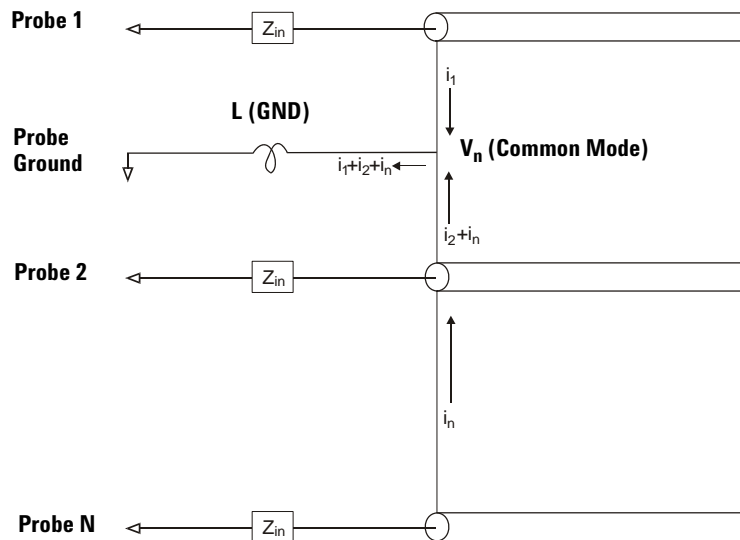 Probe 1
Zin
i1
L (GND)
Probe
Ground
Vn (Common Mode)
i1+i2+in
i2+in
Probe 2
Zin
in
Probe N
Zin